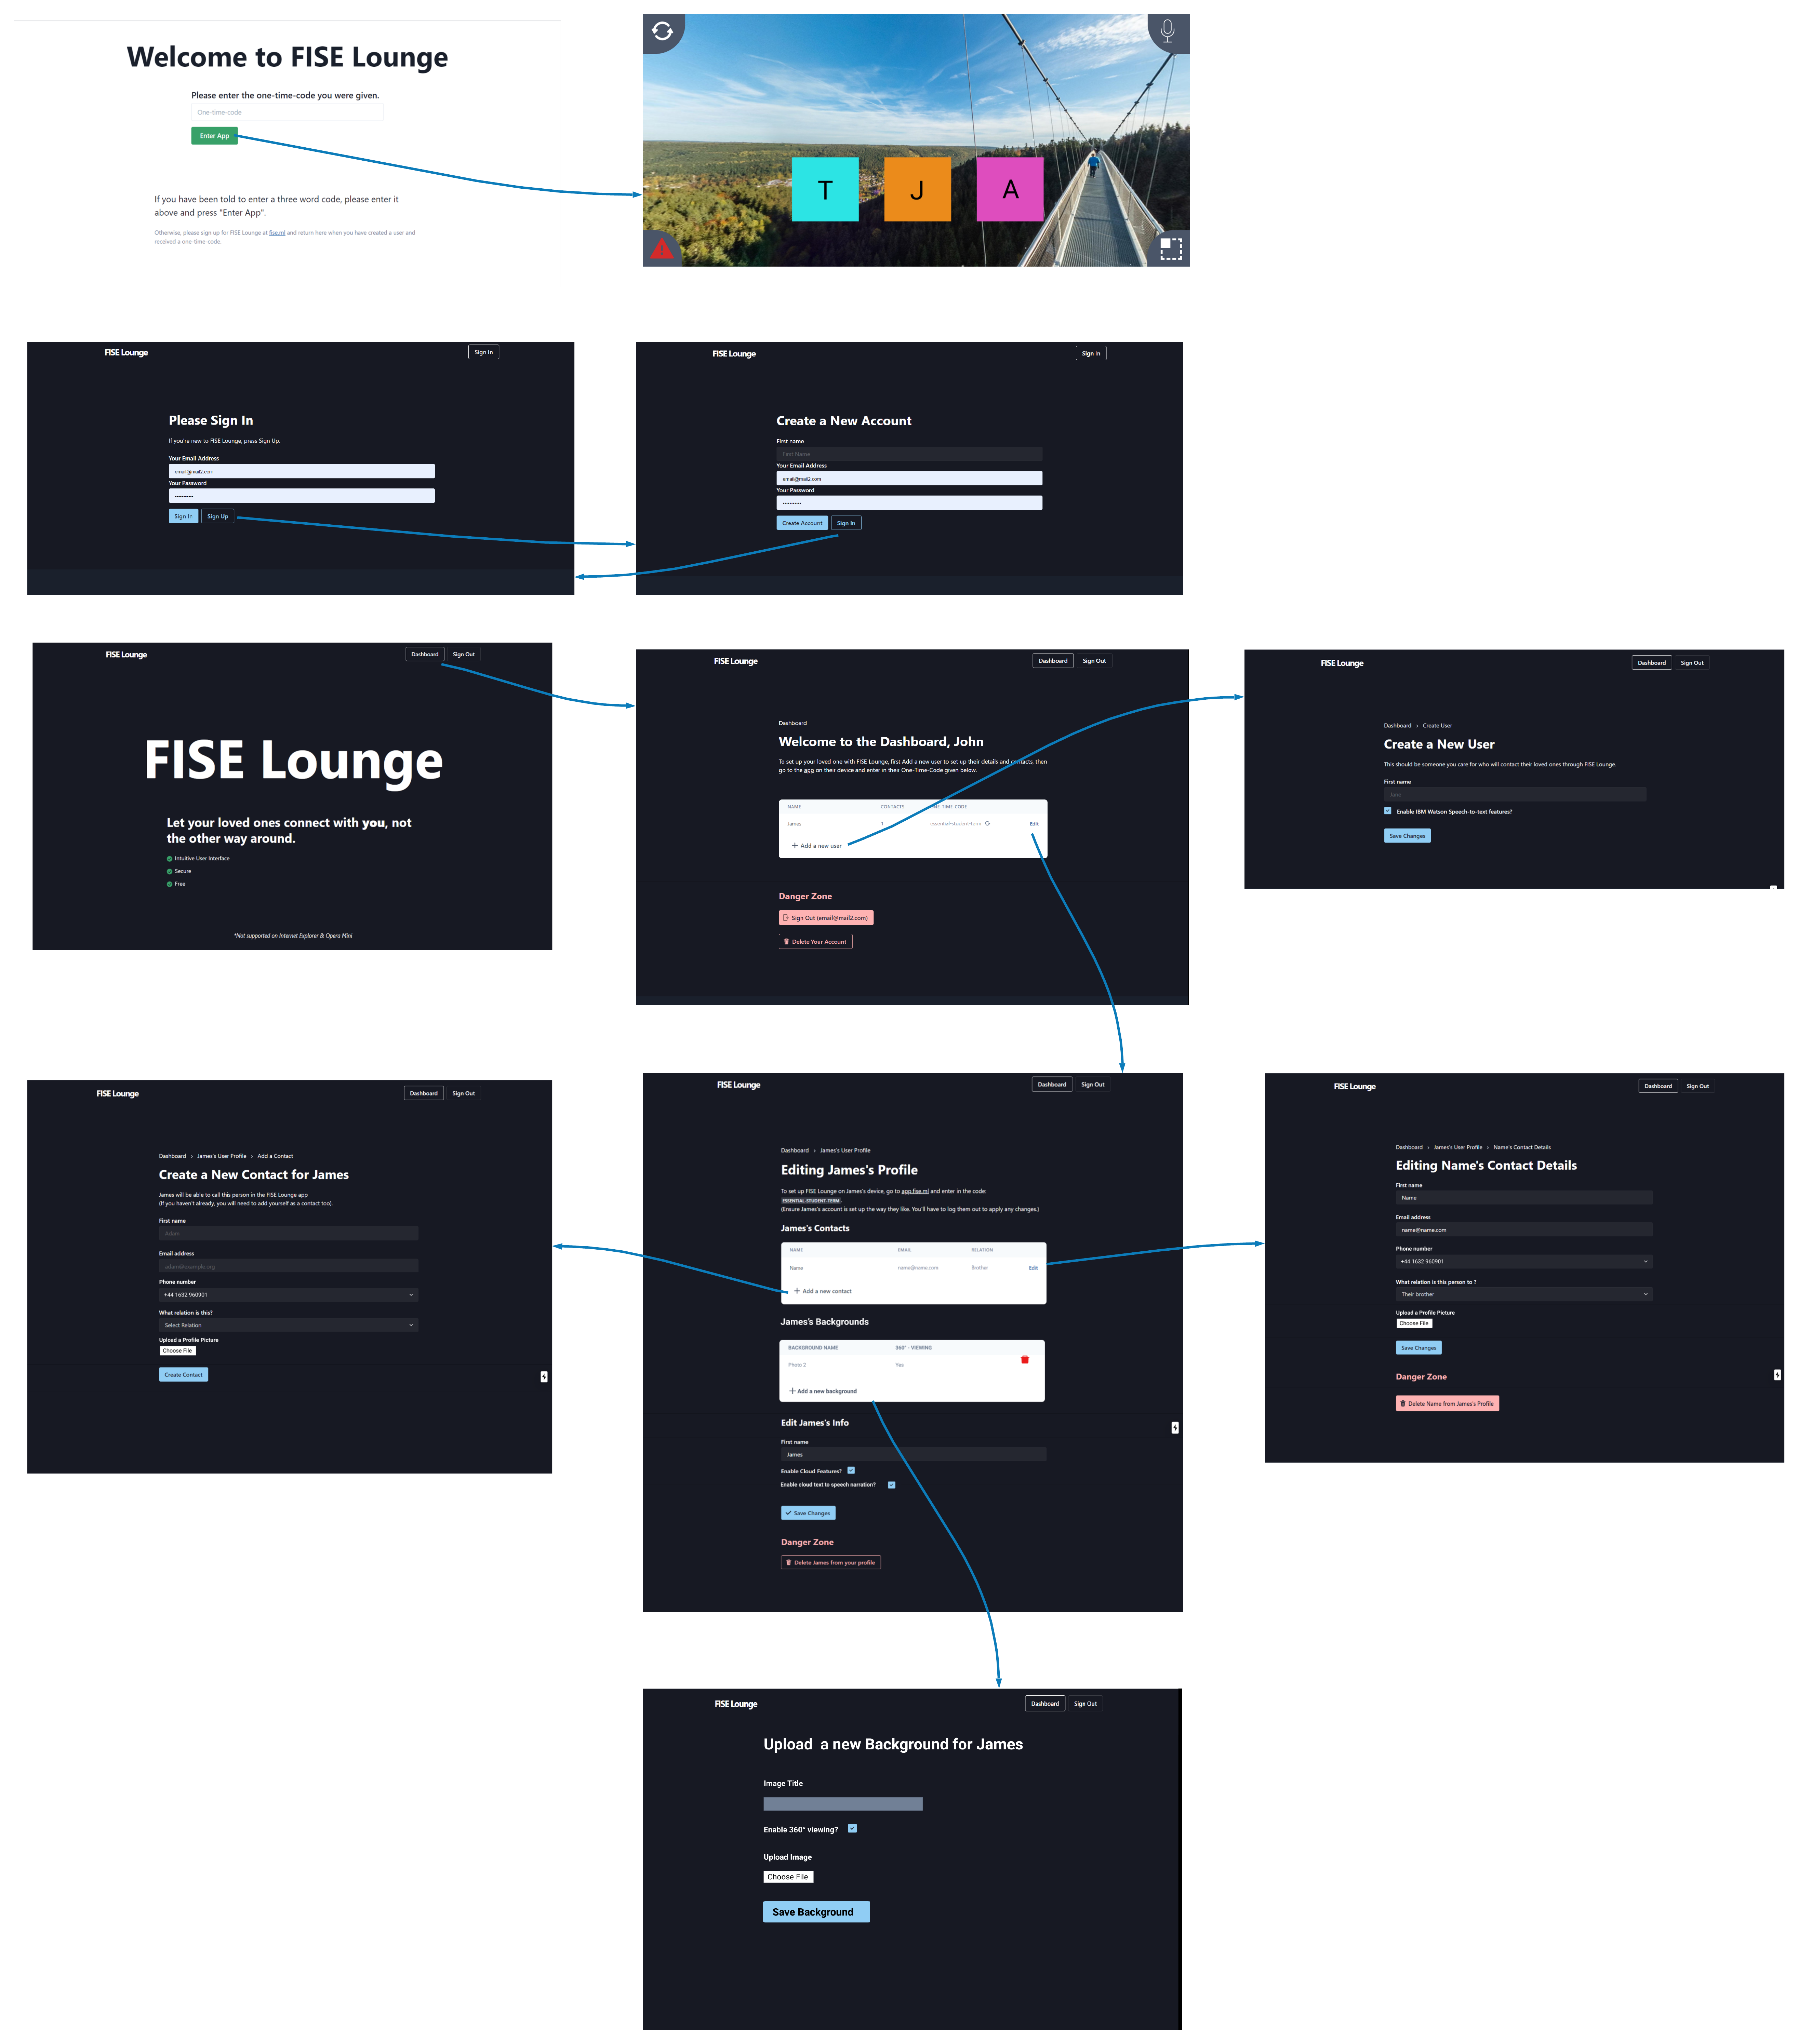 Welcome to FISE Lounge
Please enter the one-time-code you were given.
One-time-code
Enter App
If you have been told to enter a three word code, please enter it
above and press "Enter App".
Otherwise, please sign up for FISE Lounge at fise.ml and return here when you have created a user and
received a one-time-code.
T J A
FISE Lounge
Sign In
Please Sign In
If you're new to FISE Lounge, press Sign Up.
Your Email Address
email@mail2.com
Your Password
Sign In Sign Up
FISE Lounge
Sign In
Create a New Account
First name
First Name
Your Email Address
email@mail2.com
Your Password
Create Account Sign In
FISE Lounge
Dashboard Sign Out
FISE Lounge
Let your loved ones connect with you, not
the other way around.
Intuitive User Interface
Secure
Free
*Not supported on Internet Explorer & Opera Mini
FISE Lounge
Dashboard Sign Out
Dashboard
Welcome to the Dashboard, John
To set up your loved one with FISE Lounge, first Add a new user to set up their details and contacts, then
go to the app on their device and enter in their One-Time-Code given below.
NAME CONTACTS ONE-TIME-CODE
James 1 essential-student-term Edit
+ Add a new user
Danger Zone
Sign Out (email@mail2.com)
Delete Your Account
FISE Lounge
Dashboard Sign Out
Dashboard > Create User
Create a New User
This should be someone you care for who will contact their loved ones through FISE Lounge.
First name
Jane
Enable IBM Watson Speech-to-text features?
Save Changes
FISE Lounge
Dashboard Sign Out
Dashboard > James's User Profile > Add a Contact
Create a New Contact for James
James will be able to call this person in the FISE Lounge app
(If you haven't already, you will need to add yourself as a contact too).
First name
Adam
Email address
adam@example.org
Phone number
+44 1632 960901
What relation is this?
Select Relation
Upload a Profile Picture
Choose File
Create Contact
FISE Lounge
Dashboard Sign Out
Dashboard > James's User Profile
Editing James's Profile
To set up FISE Lounge on James's device, go to app.fise.ml and enter in the code:
ESSENTIAL-STUDENT-TERM
(Ensure James's account is set up the way they like. You'll have to log them out to apply any changes.)
James's Contacts
NAME EMAIL RELATION
Name name@name.com Brother Edit
+ Add a new contact
James's Backgrounds
BACKGROUND NAME 360° - VIEWING
Photo 2 Yes
+ Add a new background
Edit James's Info
First name
James
Enable Cloud Features?
Enable cloud text to speech narration?
Save Changes
Danger Zone
Delete James from your profile
FISE Lounge
Dashboard Sign Out
Dashboard > James's User Profile > Name's Contact Details
Editing Name's Contact Details
First name
Name
Email address
name@name.com
Phone number
+44 1632 960901
What relation is this person to ?
Their brother
Upload a Profile Picture
Choose File
Save Changes
Danger Zone
Delete Name from James's Profile
FISE Lounge
Dashboard Sign Out
Upload a new Background for James
Image Title
Enable 360° viewing?
Upload Image
Choose File
Save Background